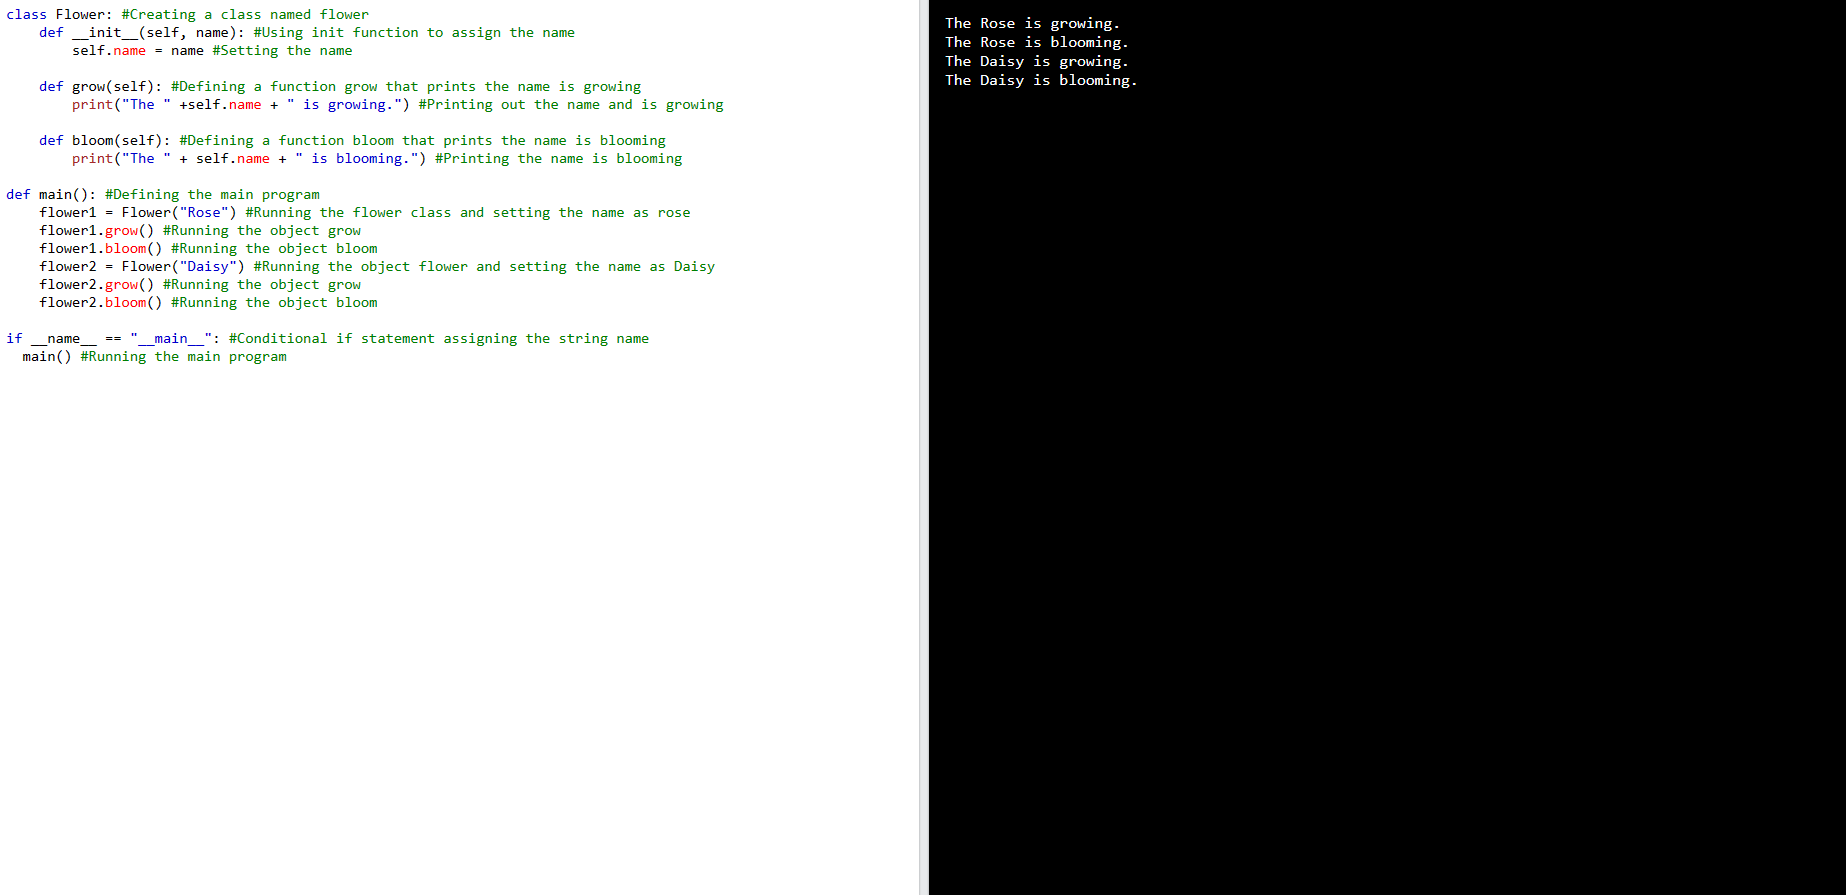 class Flower: #Creating a class named flower
    def __init__(self, name): #Using init function to assign the name
        self.name = name #Setting the name
    def grow(self): #Defining a function grow that prints the name is growing
        print("The " +self.name + " is growing.") #Printing out the name and is growing
    def bloom(self): #Defining a function bloom that prints the name is blooming
        print("The " + self.name + " is blooming.") #Printing the name is blooming
def main(): #Defining the main program
    flower1 = Flower("Rose") #Running the flower class and setting the name as rose
    flower1.grow() #Running the object grow
    flower1.bloom() #Running the object bloom
    flower2 = Flower("Daisy") #Running the object flower and setting the name as Daisy
    flower2.grow() #Running the object grow
    flower2.bloom() #Running the object bloom
if __name__ == "__main__": #Conditional if statement assigning the string name
  main() #Running the main program
The Rose is growing.
The Rose is blooming.
The Daisy is growing.
The Daisy is blooming.